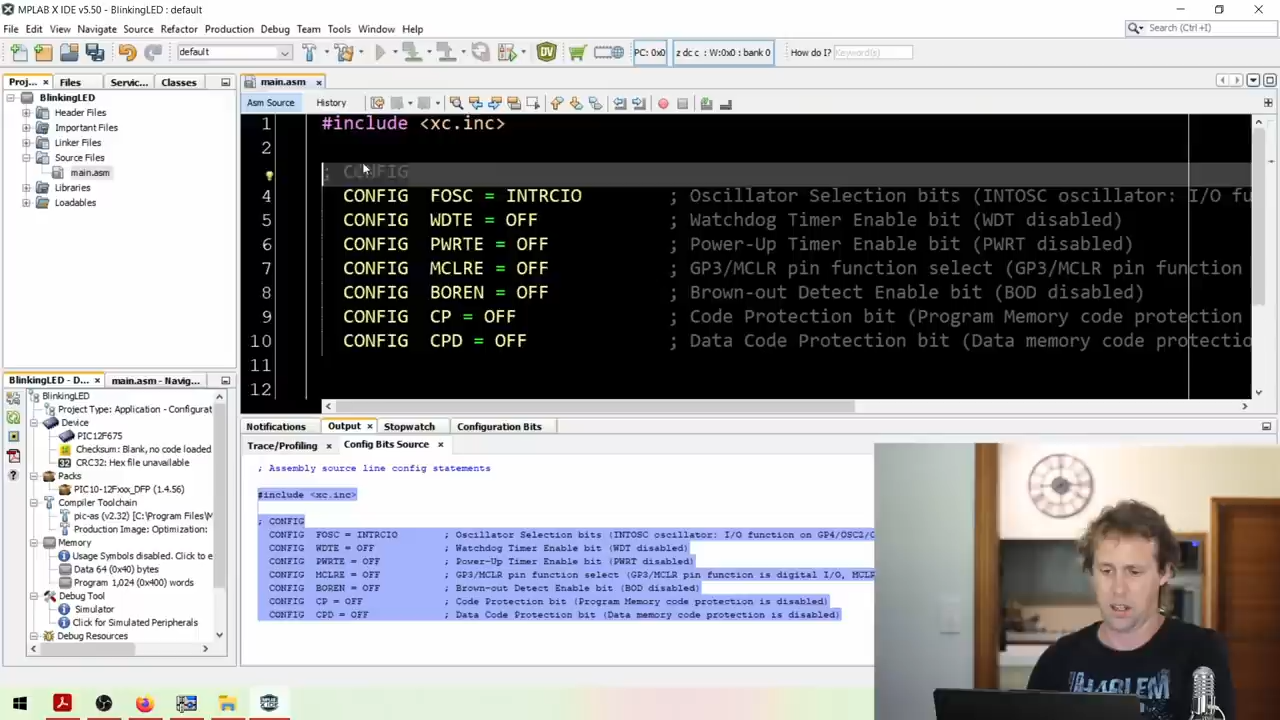 MPLAB X IDE v5.50 - BlinkingLED : default
File Edit View Navigate Source Refactor Production Debug Team Tools Window Help
Search (Ctrl+I)
default
DV
PC: 0x0
z dc c : W:0x0 : bank 0
How do I?
Keyword(s)
Proj...
Files
Servic...
Classes
main.asm
BlinkingLED
Header Files
Important Files
Linker Files
Source Files
main.asm
Libraries
Loadables
Asm Source
History
1 #include <xc.inc>
2
; CONFIG
4 CONFIG FOSC = INTRCIO ; Oscillator Selection bits (INTOSC oscillator: I/O fu
5 CONFIG WDTE = OFF ; Watchdog Timer Enable bit (WDT disabled)
6 CONFIG PWRTE = OFF ; Power-Up Timer Enable bit (PWRT disabled)
7 CONFIG MCLRE = OFF ; GP3/MCLR pin function select (GP3/MCLR pin function
8 CONFIG BOREN = OFF ; Brown-out Detect Enable bit (BOD disabled)
9 CONFIG CP = OFF ; Code Protection bit (Program Memory code protection
10 CONFIG CPD = OFF ; Data Code Protection bit (Data memory code protectio
11
12
BlinkingLED - D...
main.asm - Navig...
BlinkingLED
Project Type: Application - Configurat
Device
PIC12F675
Checksum: Blank, no code loaded
CRC32: Hex file unavailable
Packs
PIC10-12Fxxx_DFP (1.4.56)
Compiler Toolchain
pic-as (v2.32) [C:\Program Files\M
Production Image: Optimization:
Memory
Usage Symbols disabled. Click to e
Data 64 (0x40) bytes
Program 1,024 (0x400) words
Debug Tool
Simulator
Click for Simulated Peripherals
Debug Resources
Notifications
Output
Stopwatch
Configuration Bits
Trace/Profiling
Config Bits Source
; Assembly source line config statements
#include <xc.inc>
; CONFIG
CONFIG FOSC = INTRCIO ; Oscillator Selection bits (INTOSC oscillator: I/O function on GP4/OSC2/C
CONFIG WDTE = OFF ; Watchdog Timer Enable bit (WDT disabled)
CONFIG PWRTE = OFF ; Power-Up Timer Enable bit (PWRT disabled)
CONFIG MCLRE = OFF ; GP3/MCLR pin function select (GP3/MCLR pin function is digital I/O, MCLR
CONFIG BOREN = OFF ; Brown-out Detect Enable bit (BOD disabled)
CONFIG CP = OFF ; Code Protection bit (Program Memory code protection is disabled)
CONFIG CPD = OFF ; Data Code Protection bit (Data memory code protection is disabled)
HARLEM